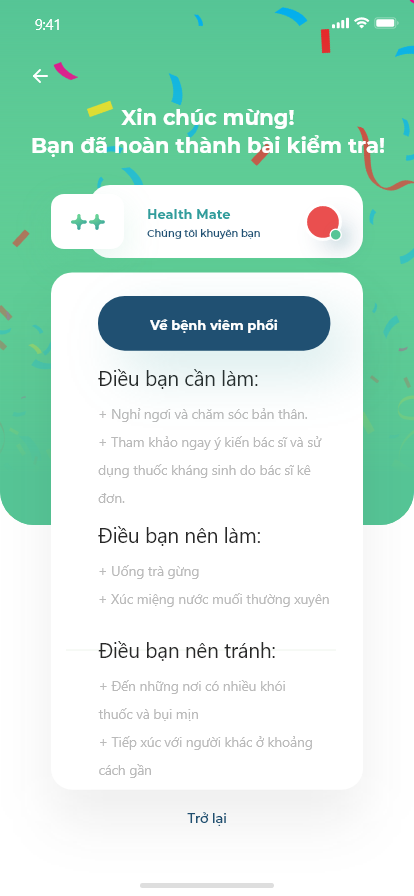 9:41
Xin chúc mừng!
Bạn đã hoàn thành bài kiểm tra!
Health Mate
Chúng tôi khuyên bạn
Về bệnh viêm phổi
Điều bạn cần làm:
+ Nghỉ ngơi và chăm sóc bản thân.
+ Tham khảo ngay ý kiến bác sĩ và sử
dụng thuốc kháng sinh do bác sĩ kê
đơn.
Điều bạn nên làm:
+ Uống trà gừng
+ Xúc miệng nước muối thường xuyên
Điều bạn nên tránh:
+ Đến những nơi có nhiều khói
thuốc và bụi mịn
+ Tiếp xúc với người khác ở khoảng
cách gần
Trở lại